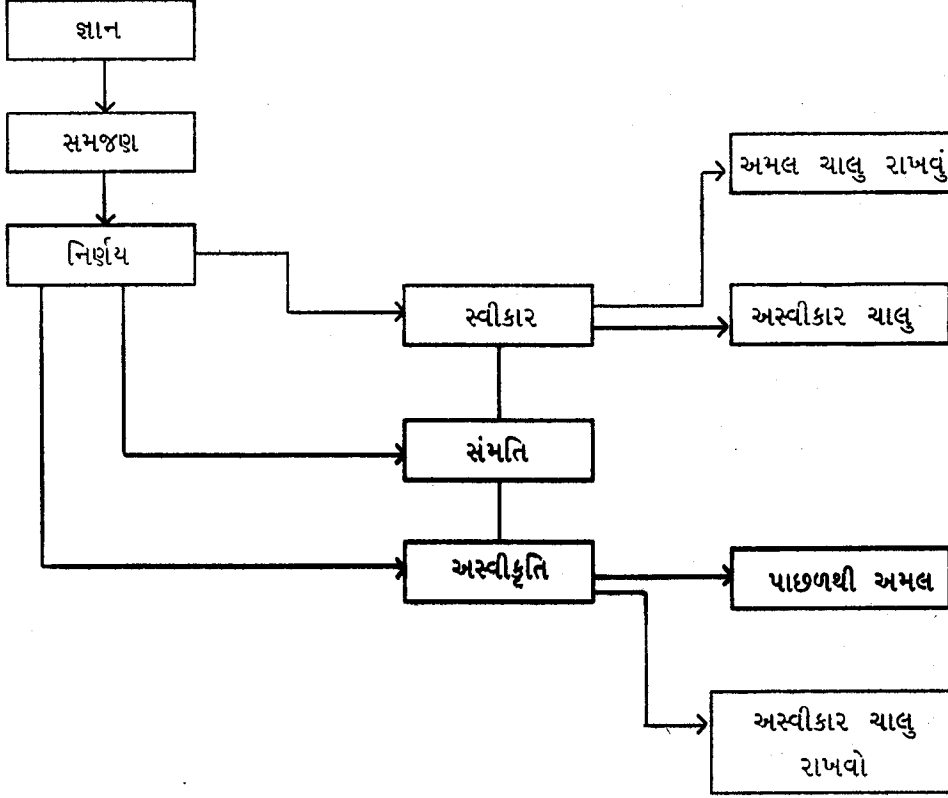 જ્ઞાન
સમજણ
નિર્ણય
અમલ ચાલુ રાખવું
સ્વીકાર
અસ્વીકાર ચાલુ
સંમતિ
અસ્વીકૃતિ
પાછળથી અમલ
અસ્વીકાર ચાલુ
રાખવો